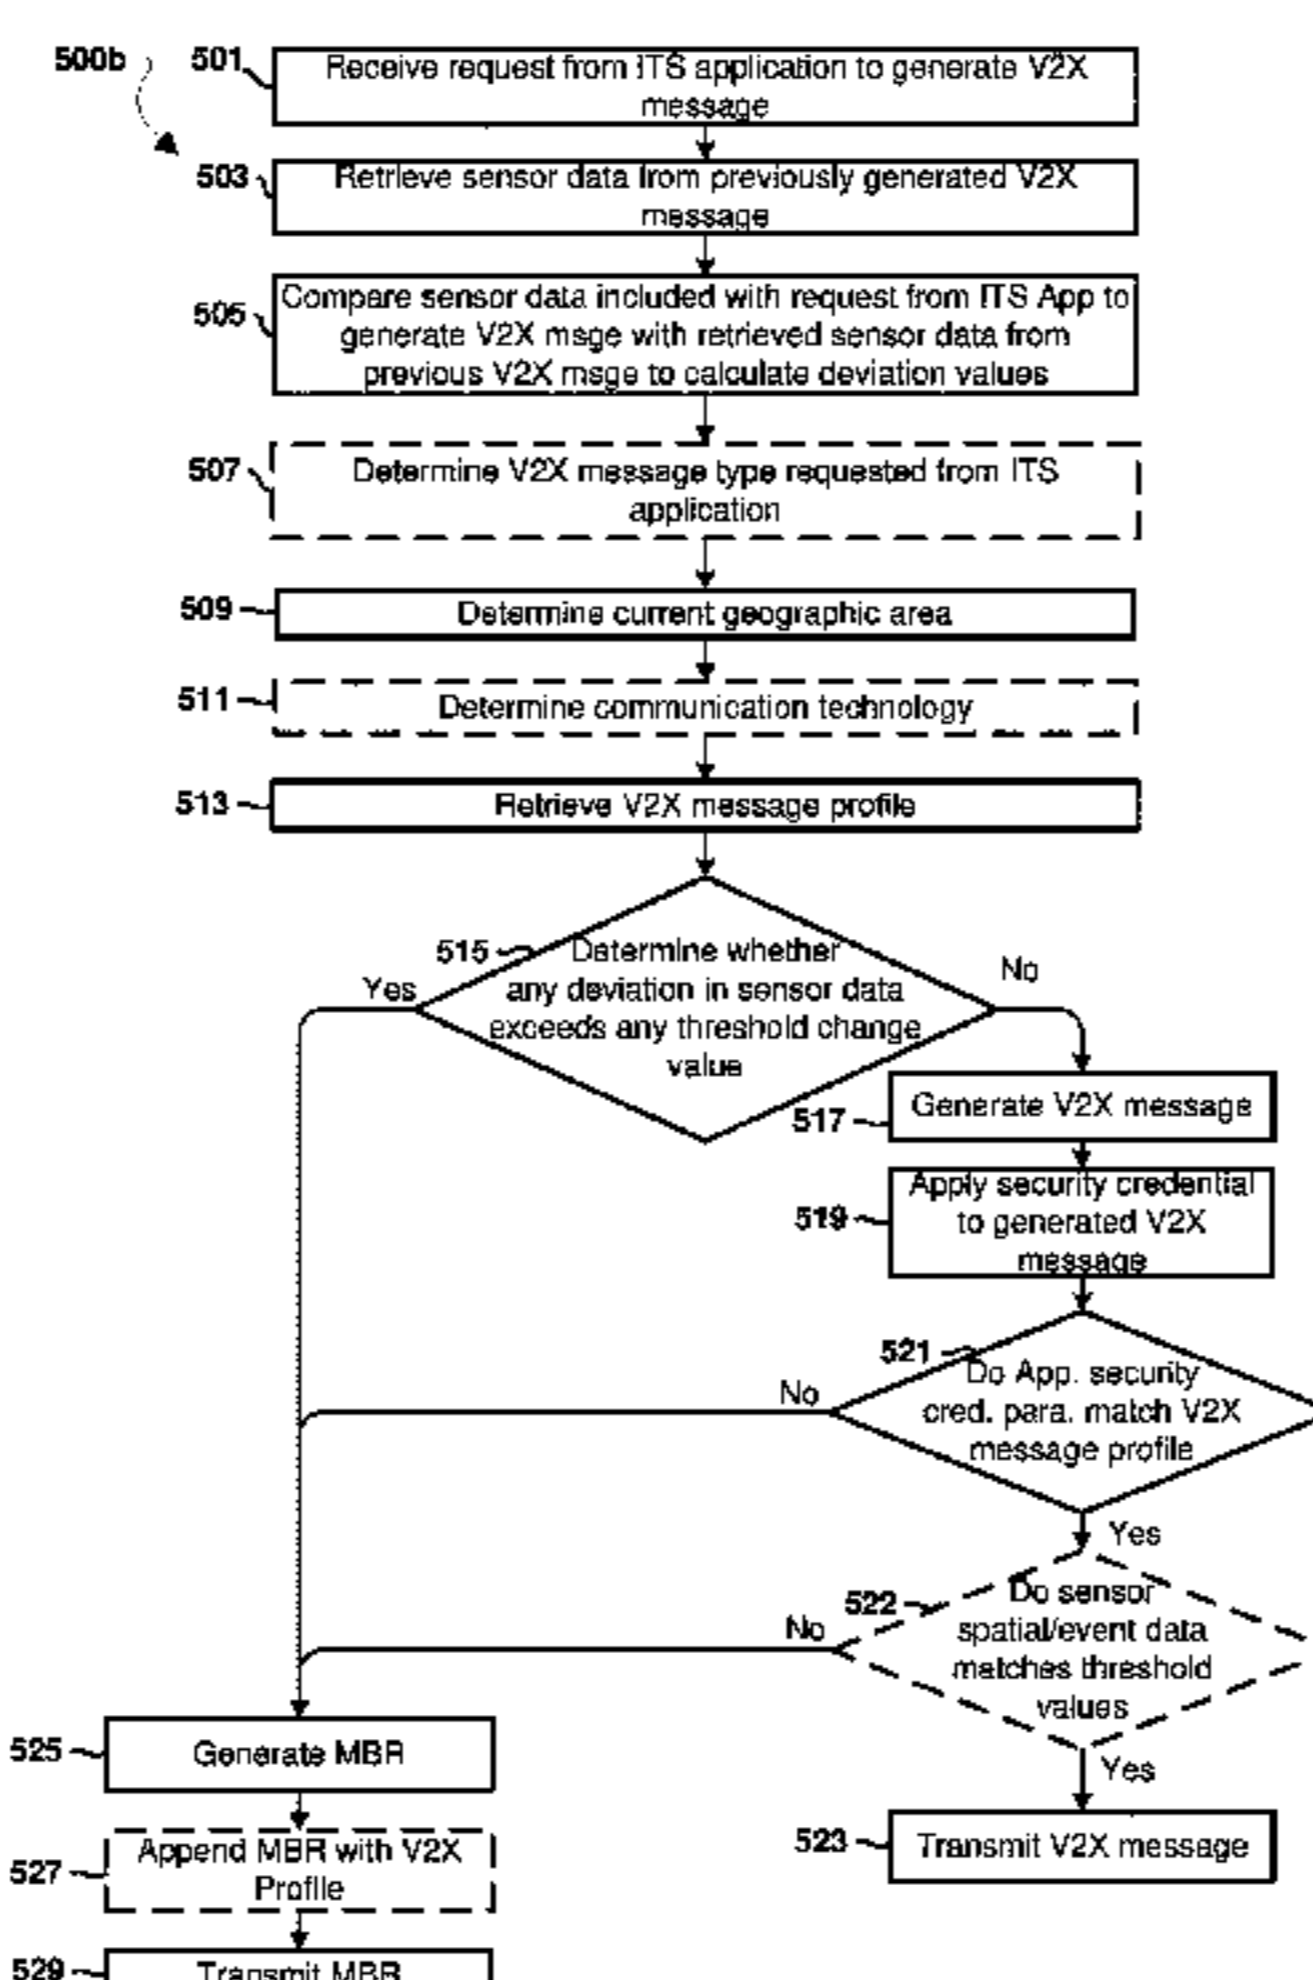 500b
501
Receive request from ITS application to generate V2X
message
503
Retrieve sensor data from previously generated V2X
message
505
Compare sensor data included with request from ITS App to
generate V2X msge with retrieved sensor data from
previous V2X msge to calculate deviation values
507
Determine V2X message type requested from ITS
application
509
Determine current geographic area
511
Determine communication technology
513
Retrieve V2X message profile
515
Determine whether
any deviation in sensor data
exceeds any threshold change
value
Yes
No
517
Generate V2X message
519
Apply security credential
to generated V2X
message
521
Do App. security
cred. para. match V2X
message profile
No
Yes
522
Do sensor
spatial/event data
matches threshold
values
No
Yes
525
Generate MBR
523
Transmit V2X message
527
Append MBR with V2X
Profile
529
Transmit MBR